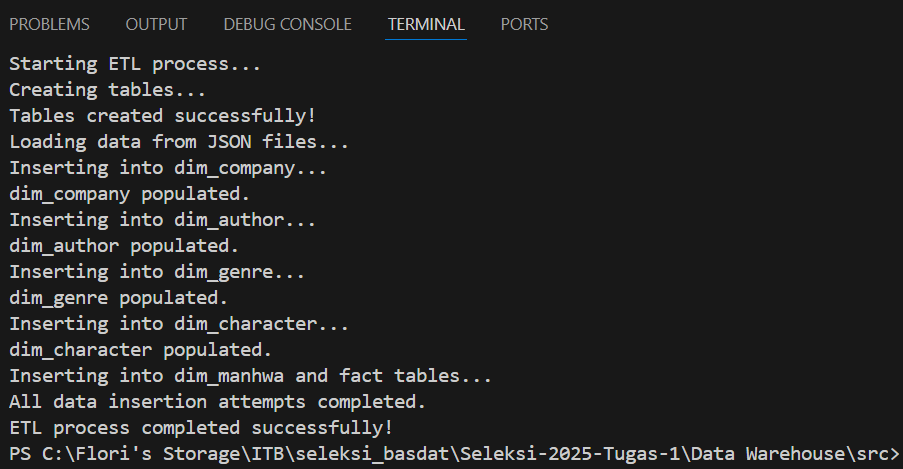 PROBLEMS OUTPUT DEBUG CONSOLE TERMINAL PORTS
Starting ETL process...
Creating tables...
Tables created successfully!
Loading data from JSON files...
Inserting into dim_company...
dim_company populated.
Inserting into dim_author...
dim_author populated.
Inserting into dim_genre...
dim_genre populated.
Inserting into dim_character...
dim_character populated.
Inserting into dim_manhwa and fact tables...
All data insertion attempts completed.
ETL process completed successfully!
PS C:\Flori's Storage\ITB\seleksi_basdat\Seleksi-2025-Tugas-1\Data Warehouse\src>